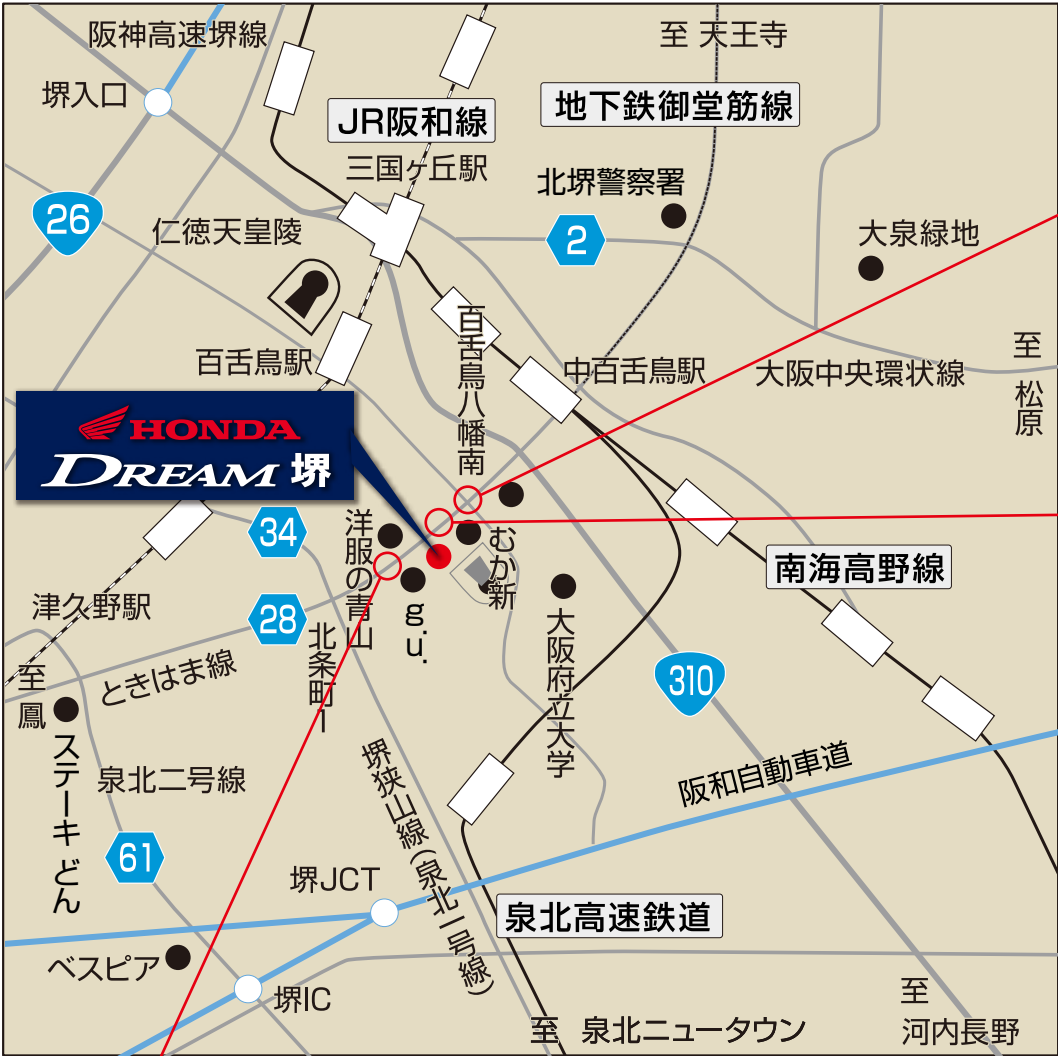 阪神高速堺線
至 天王寺
堺入口
JR阪和線
地下鉄御堂筋線
三国ヶ丘駅
北堺警察署
26
仁徳天皇陵
2
大泉緑地
百舌鳥駅
百舌鳥八幡南
中百舌鳥駅
大阪中央環状線
至 松原
HONDA
DREAM 堺
34
洋服の青山
むか新
南海高野線
津久野駅
28
g.u.
北条町1
大阪府立大学
310
至 鳳
ときはま線
ステーキどん
泉北二号線
堺狭山線(泉北一号線)
阪和自動車道
61
堺JCT
泉北高速鉄道
ベスピア
堺IC
至 河内長野
至 泉北ニュータウン